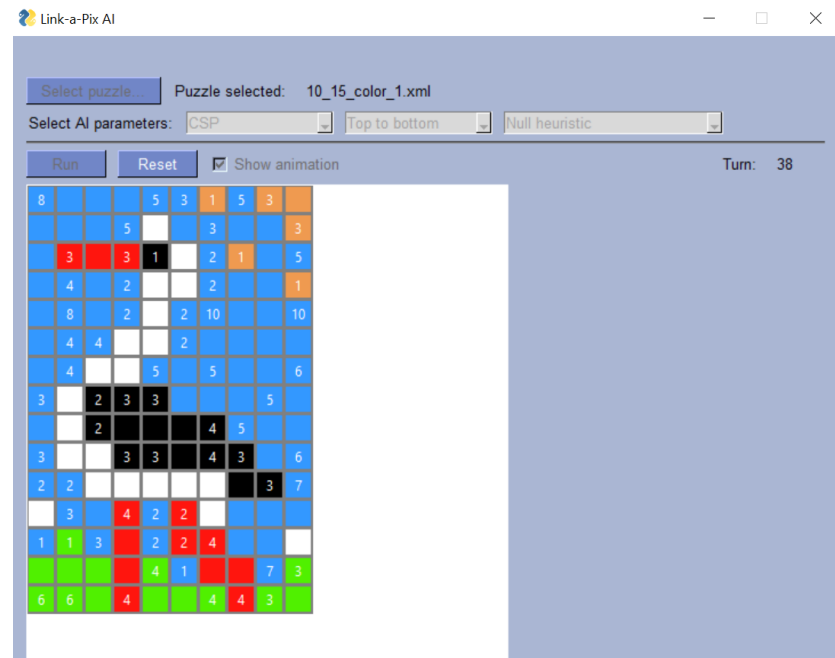 Link-a-Pix AI
Select puzzle... Puzzle selected: 10_15_color_1.xml
Select AI parameters: CSP Top to bottom Null heuristic
Run Reset Show animation Turn: 38
8 5 3 1 5 3
5 3 3
3 3 1 2 1 5
4 2 2 1
8 2 2 10 10
4 4 2
4 5 5 6
3 2 3 3 5
2 4 5
3 3 3 4 3 6
2 2 3 7
3 4 2 2
1 1 3 2 2 4
4 1 7 3
6 6 4 4 4 3